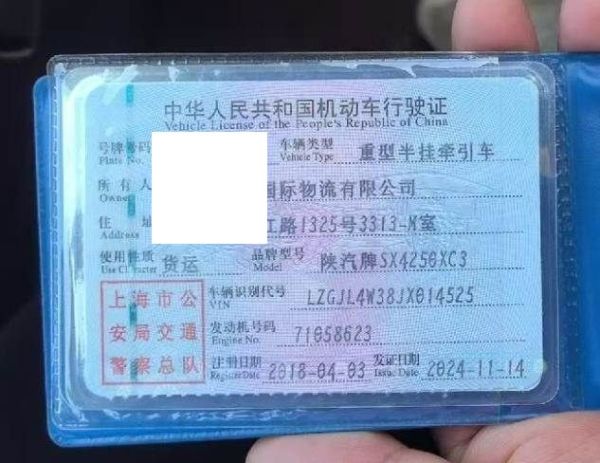 中华人民共和国机动车行驶证
Vehicle License of the People's Republic of China
号牌号码 车辆类型 重型半挂牵引车
Plate No. Vehicle Type
所有人 国际物流有限公司
Owner
住址 江路1325号3313-M室
Address
使用性质 货运 品牌型号 陕汽牌SX4250XC3
Use Character Model
上海市公 车辆识别代号 LZGJL4W38JX014525
VIN
安局交通 发动机号码 71058623
Engine No.
警察总队 注册日期 2018-04-03 发证日期 2024-11-14
Register Date Issue Date